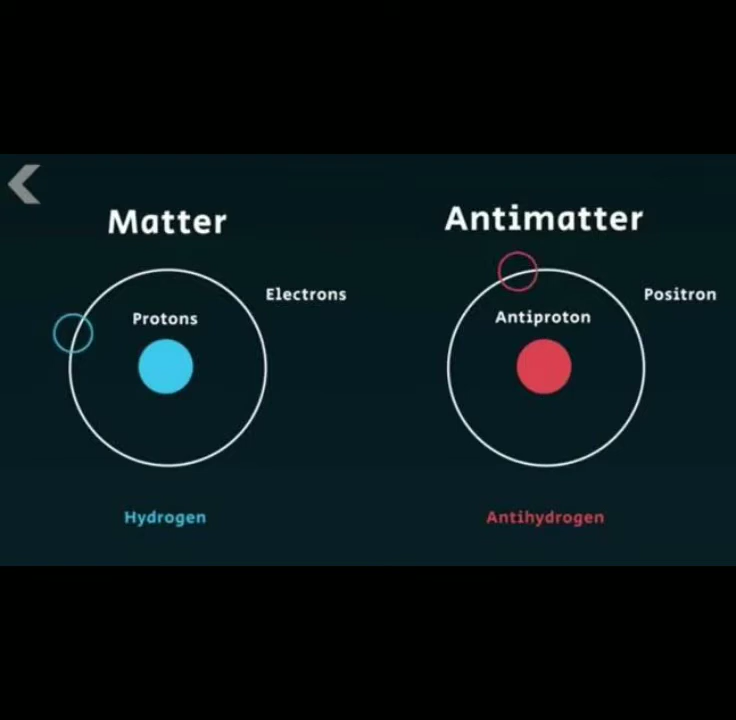 Matter
Antimatter
Electrons
Positron
Protons
Antiproton
Hydrogen
Antihydrogen